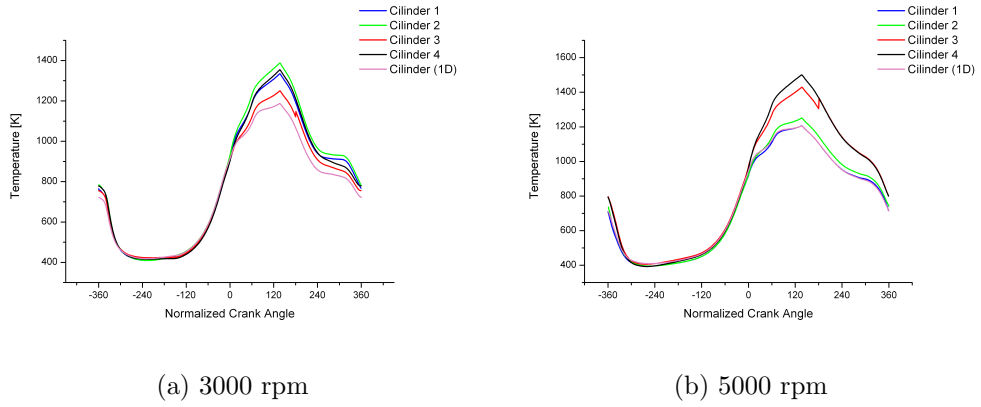 Cilinder 1
Cilinder 2
Cilinder 3
Cilinder 4
Cilinder (1D)
1400
1200
1000
800
600
400
Temperature [K]
-360 -240 -120 0 120 240 360
Normalized Crank Angle
(a) 3000 rpm
Cilinder 1
Cilinder 2
Cilinder 3
Cilinder 4
Cilinder (1D)
1600
1400
1200
1000
800
600
400
Temperature [K]
-360 -240 -120 0 120 240 360
Normalized Crank Angle
(b) 5000 rpm